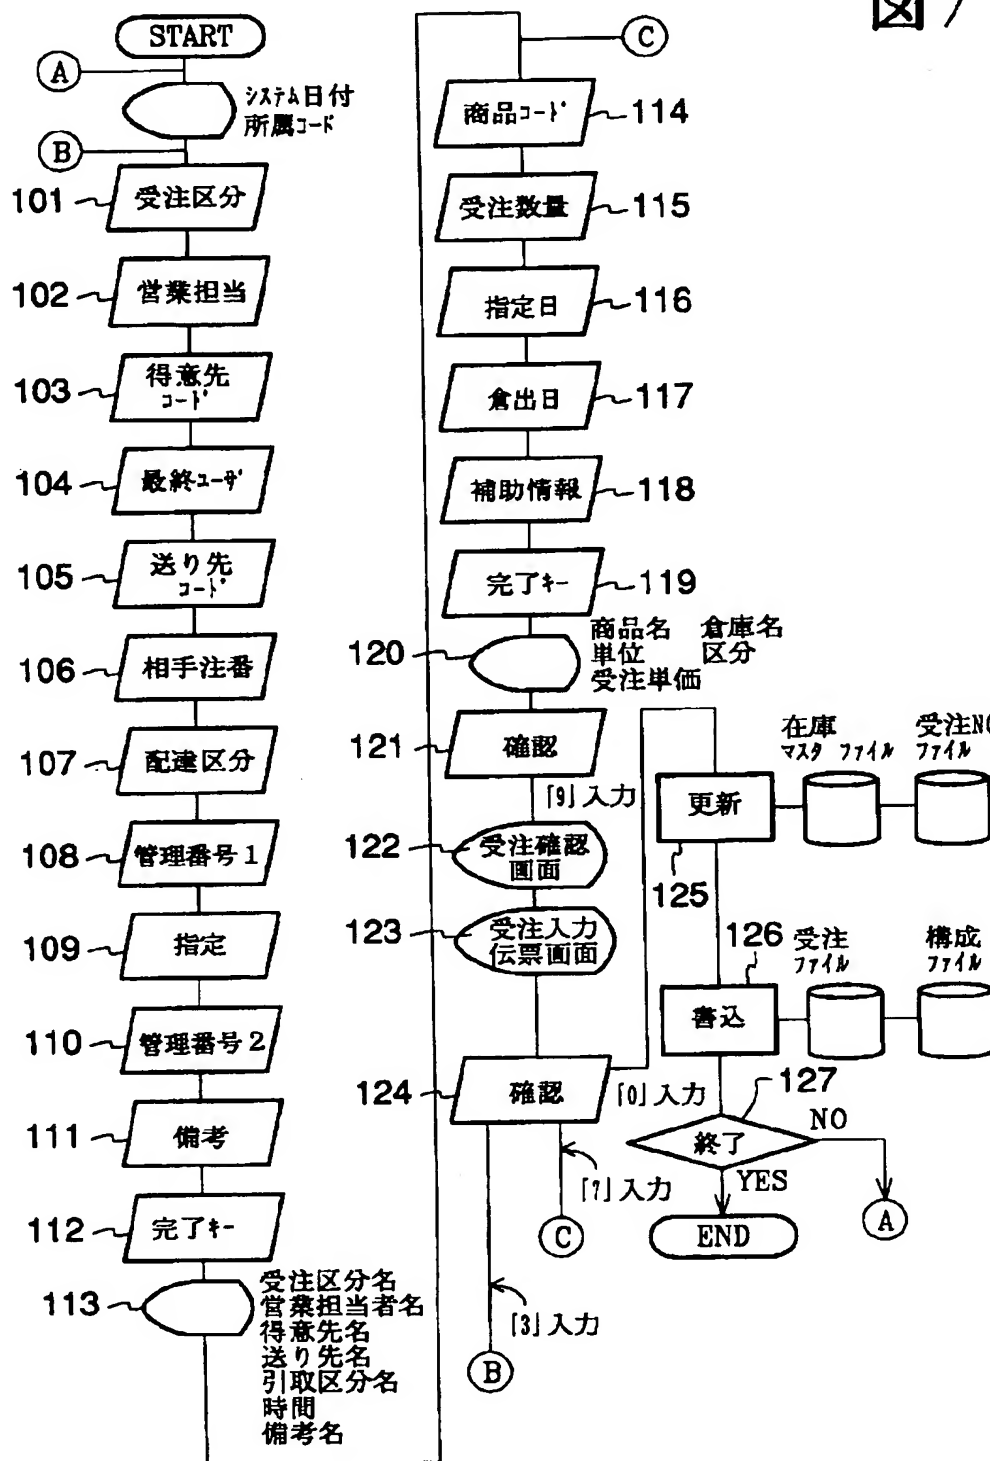 図7
START
A
システム日付
所属コード
B
101
受注区分
102
営業担当
103
得意先
コード
104
最終ユーザ
105
送り先
コード
106
相手注番
107
配達区分
108
管理番号1
109
指定
110
管理番号2
111
備考
112
完了キー
113
受注区分名
営業担当者名
得意先名
送り先名
引取区分名
時間
備考名
C
商品コード
114
受注数量
115
指定日
116
倉出日
117
補助情報
118
完了キー
119
120
商品名 倉庫名
単位 区分
受注単価
121
確認
「9」入力
122
受注確認
画面
123
受注入力
伝票画面
124
確認
「0」入力
「7」入力
C
「3」入力
B
在庫 受注NO
マスタ ファイル ファイル
更新
125
126
受注 構成
ファイル ファイル
書込
127
終了
NO
YES
END
A